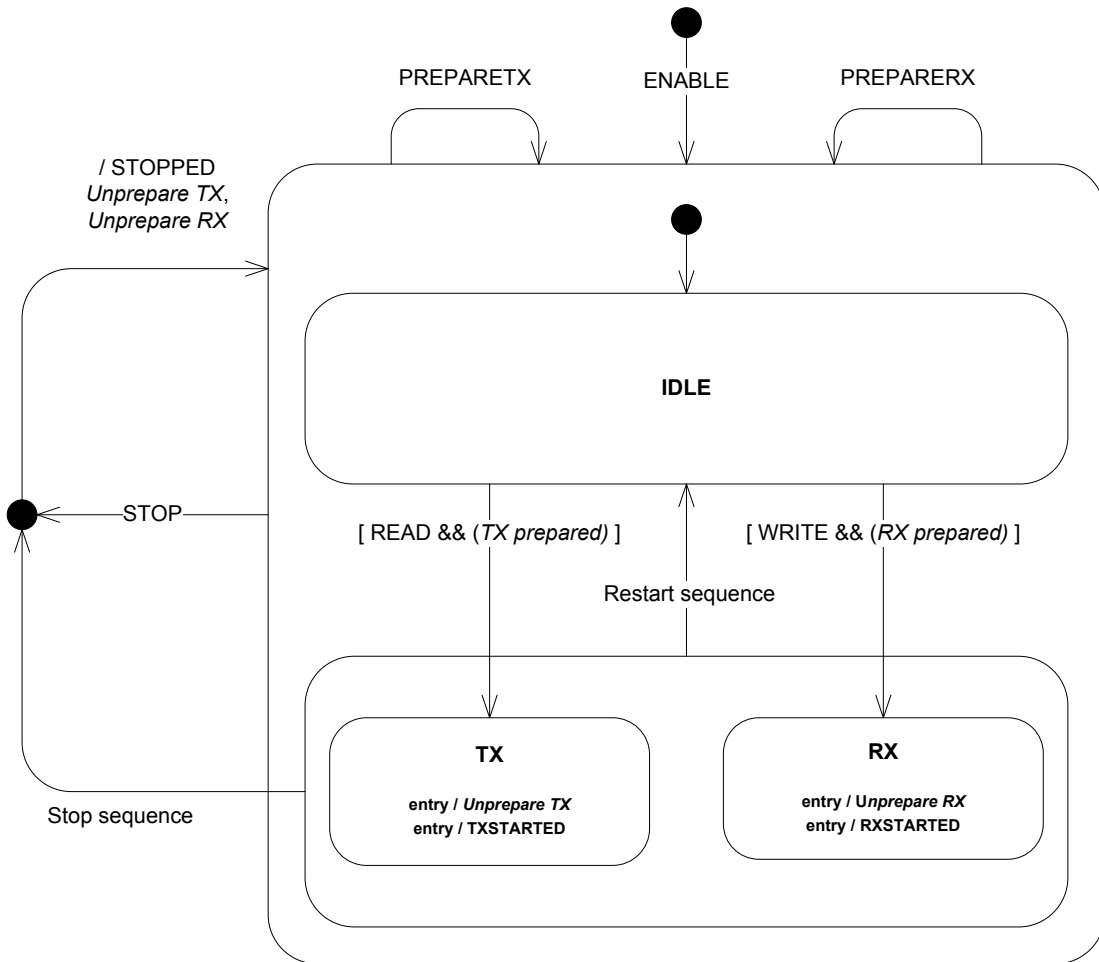 PREPARETX
ENABLE
PREPARERX
/ STOPPED
Unprepare TX,
Unprepare RX
IDLE
STOP
[ READ && (TX prepared) ]
[ WRITE && (RX prepared) ]
Restart sequence
TX
entry / Unprepare TX
entry / TXSTARTED
RX
entry / Unprepare RX
entry / RXSTARTED
Stop sequence